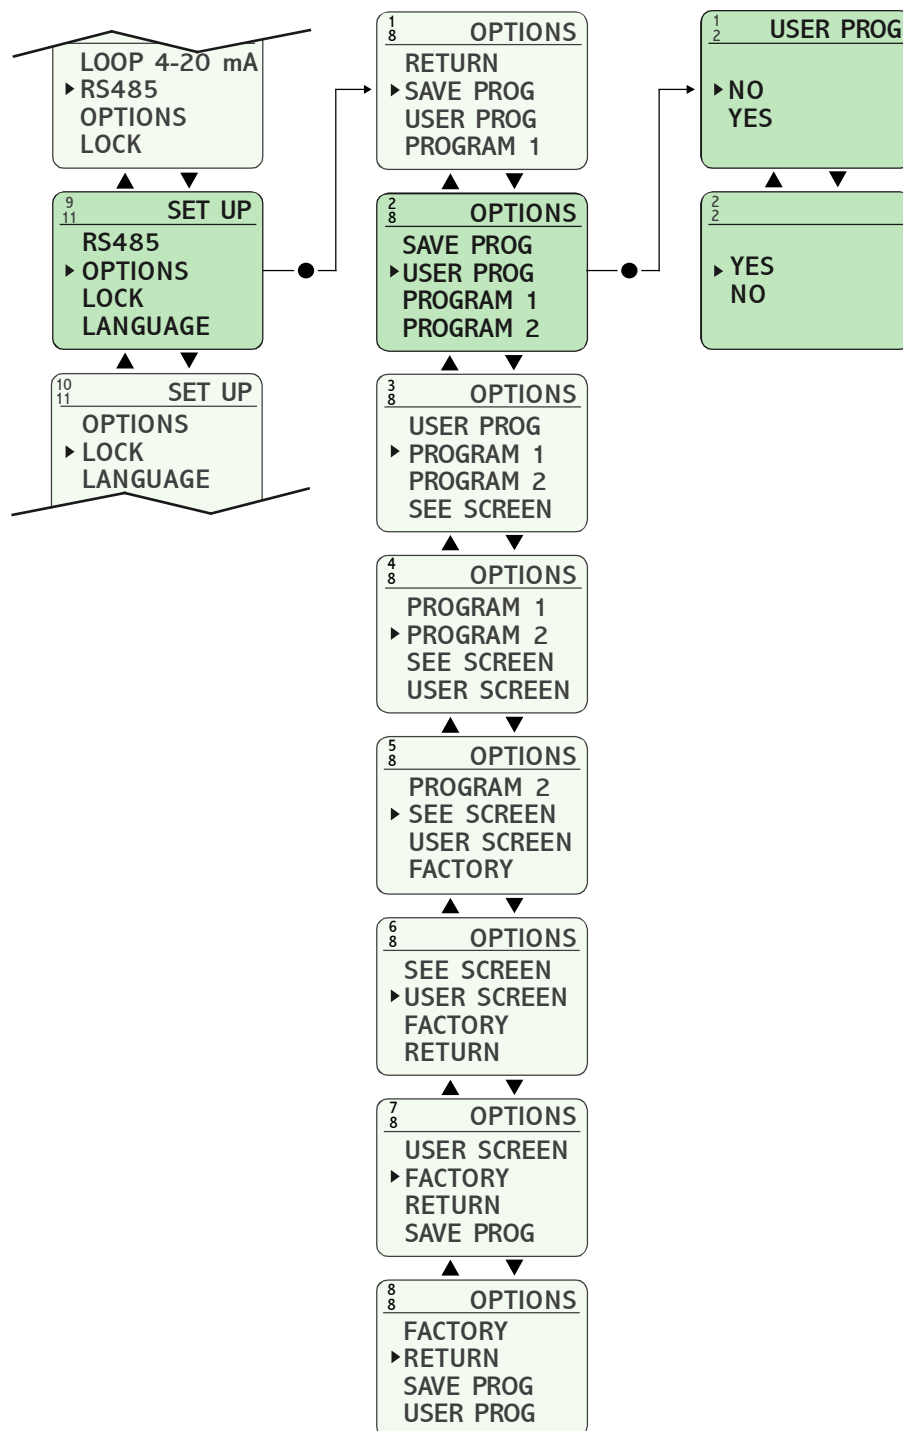 LOOP 4-20 mA
RS485
OPTIONS
LOCK
9
11
SET UP
RS485
OPTIONS
LOCK
LANGUAGE
10
11
SET UP
OPTIONS
LOCK
LANGUAGE
1
8
OPTIONS
RETURN
SAVE PROG
USER PROG
PROGRAM 1
2
8
OPTIONS
SAVE PROG
USER PROG
PROGRAM 1
PROGRAM 2
3
8
OPTIONS
USER PROG
PROGRAM 1
PROGRAM 2
SEE SCREEN
4
8
OPTIONS
PROGRAM 1
PROGRAM 2
SEE SCREEN
USER SCREEN
5
8
OPTIONS
PROGRAM 2
SEE SCREEN
USER SCREEN
FACTORY
6
8
OPTIONS
SEE SCREEN
USER SCREEN
FACTORY
RETURN
7
8
OPTIONS
USER SCREEN
FACTORY
RETURN
SAVE PROG
8
8
OPTIONS
FACTORY
RETURN
SAVE PROG
USER PROG
1
2
USER PROG
NO
YES
2
2
YES
NO